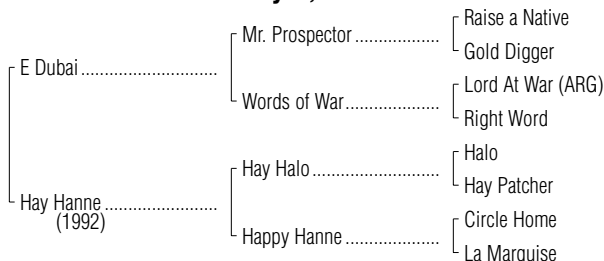 Raise a Native
Mr. Prospector ..................
Gold Digger
E Dubai .............................
Lord At War (ARG)
Words of War....................
Right Word
Halo
Hay Halo ...........................
Hay Patcher
Hay Hanne ........................
(1992)
Circle Home
Happy Hanne ....................
La Marquise